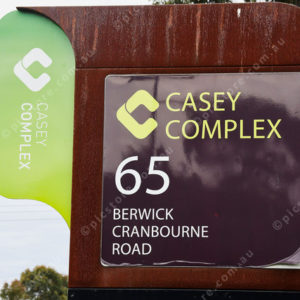 CASEY
COMPLEX
CASEY
COMPLEX
65
BERWICK
CRANBOURNE
ROAD